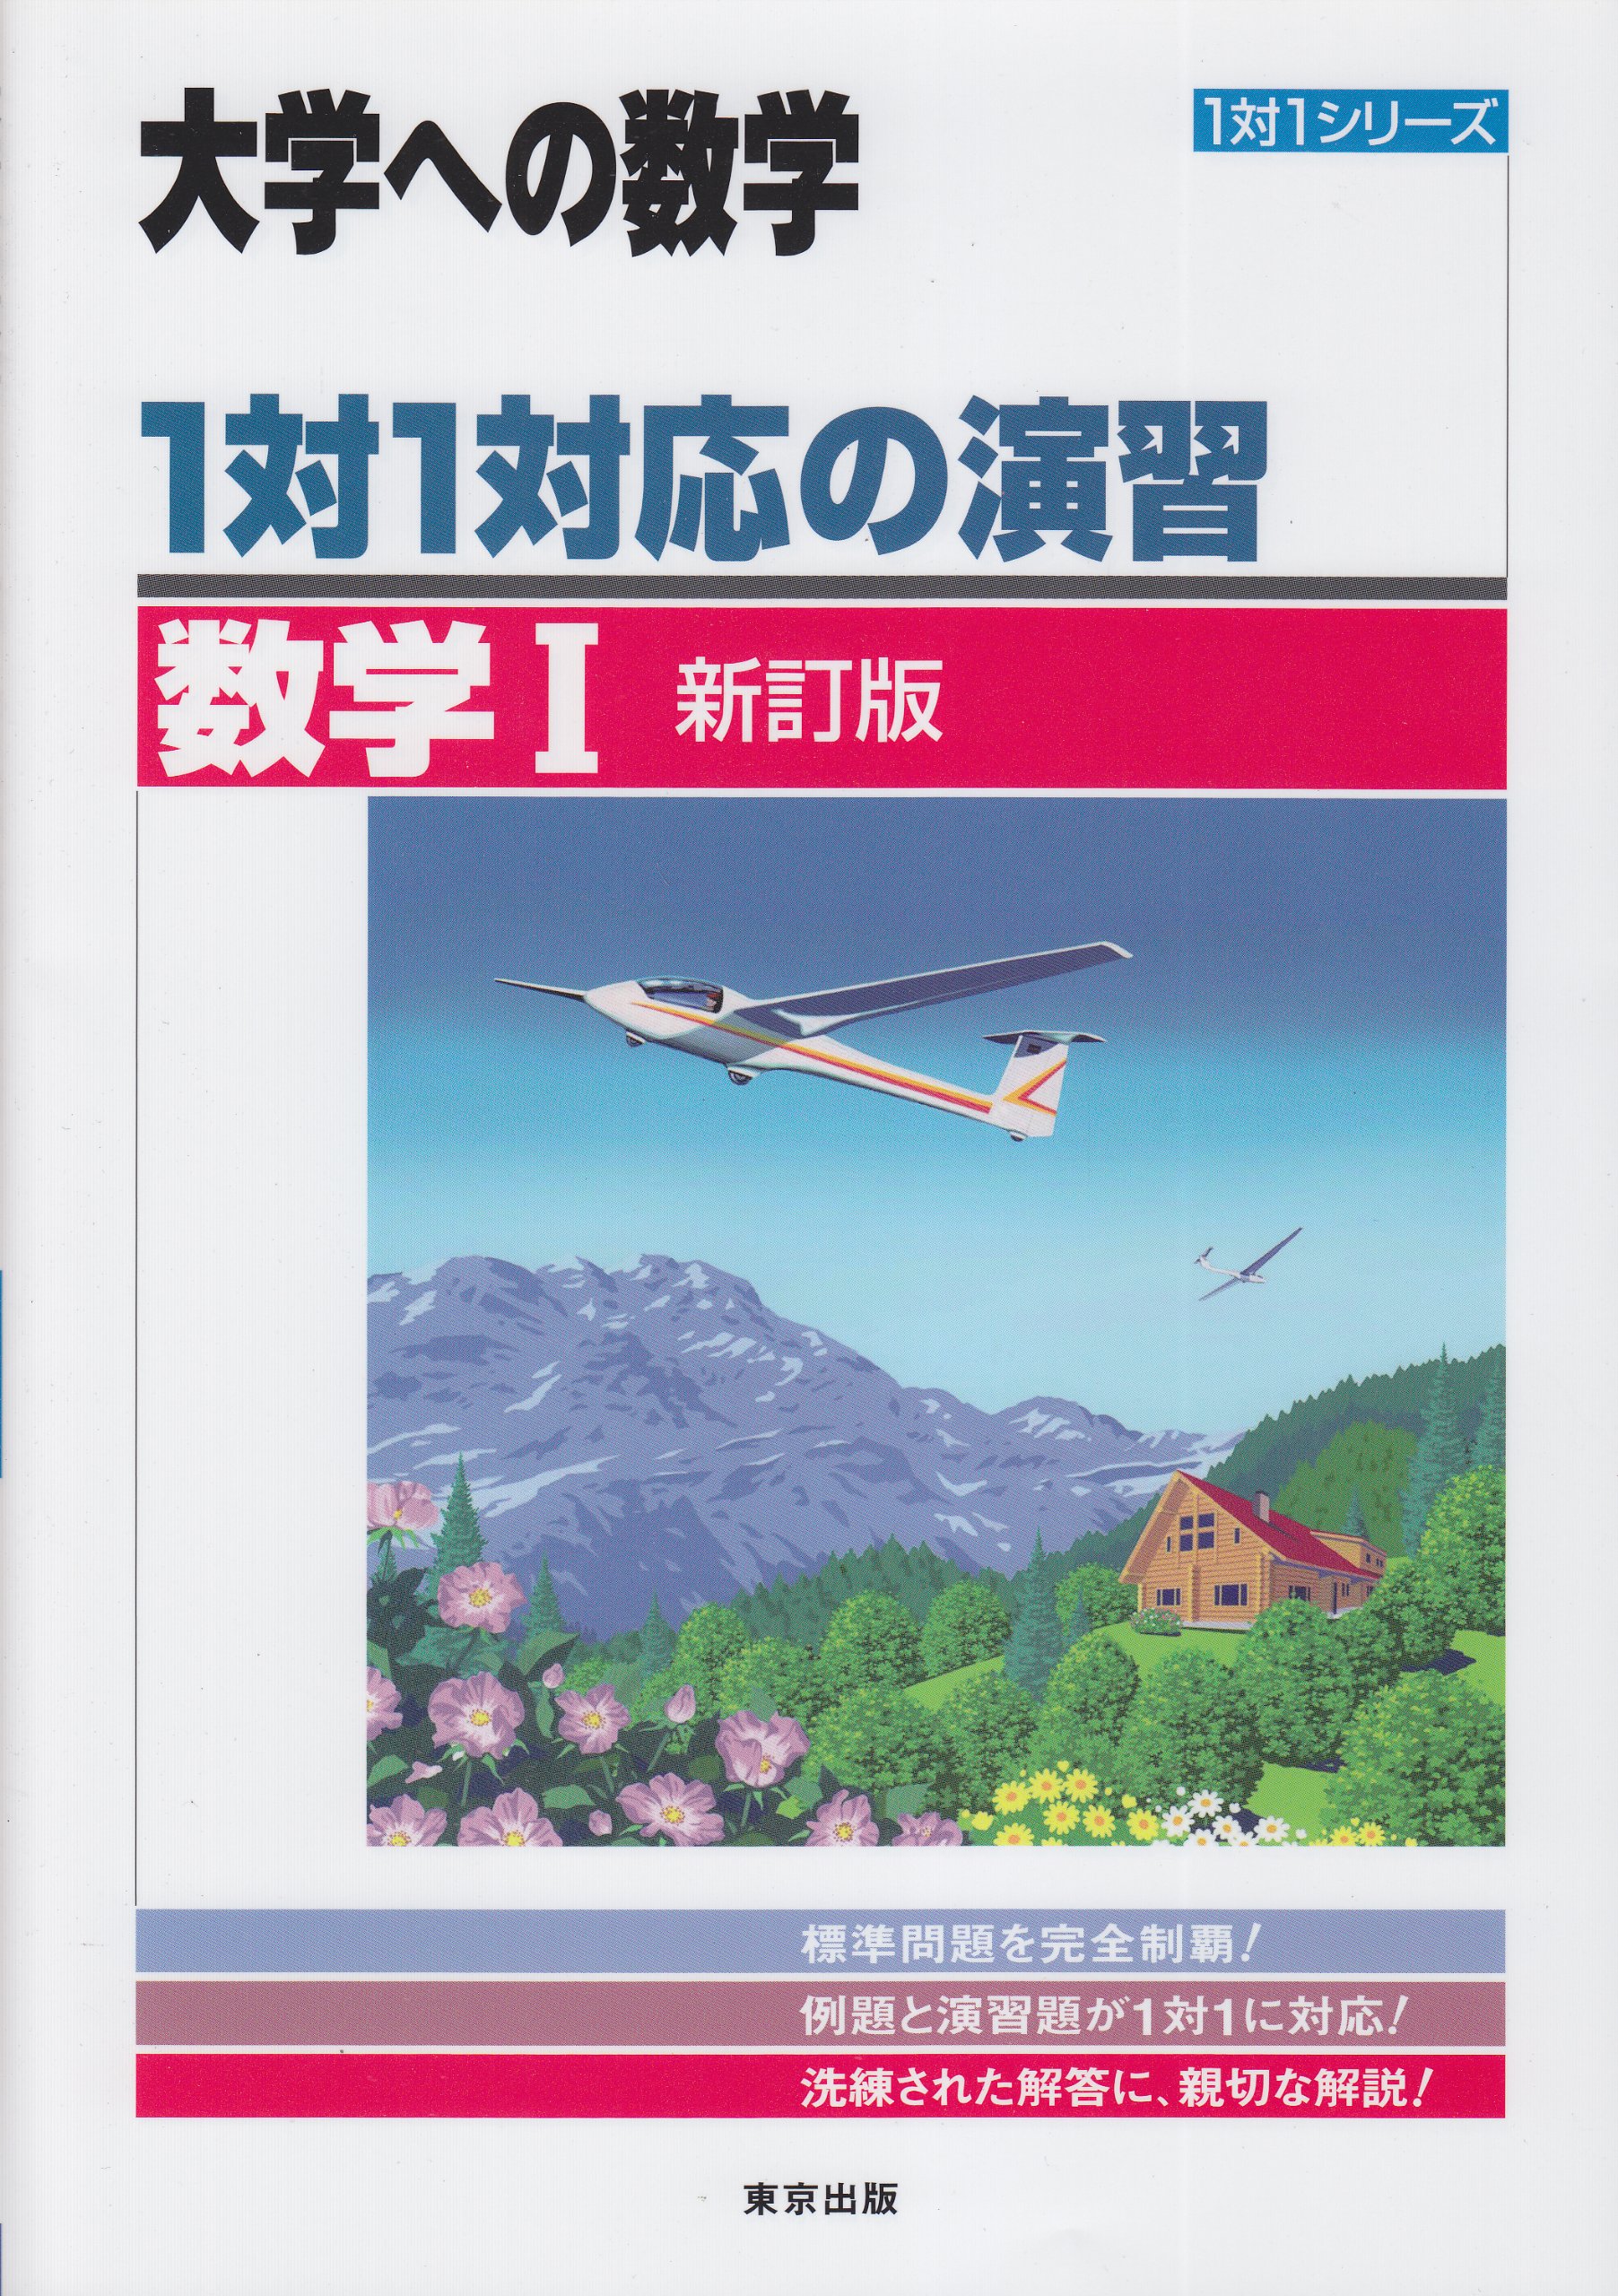 大学への数学
1対1シリーズ
1対1対応の演習
数学Ⅰ 新訂版
標準問題を完全制覇!
例題と演習題が1対1に対応!
洗練された解答に、親切な解説!
東京出版